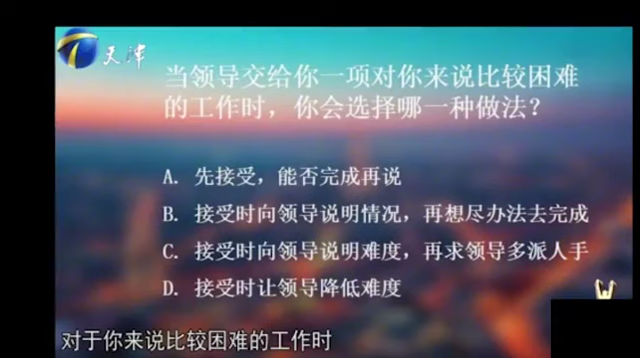 天津
当领导交给你一项对你来说比较困难
的工作时，你会选择哪一种做法？
A. 先接受，能否完成再说
B. 接受时向领导说明情况，再想尽办法去完成
C. 接受时向领导说明难度，再求领导多派人手
D. 接受时让领导降低难度
对于你来说比较困难的工作时